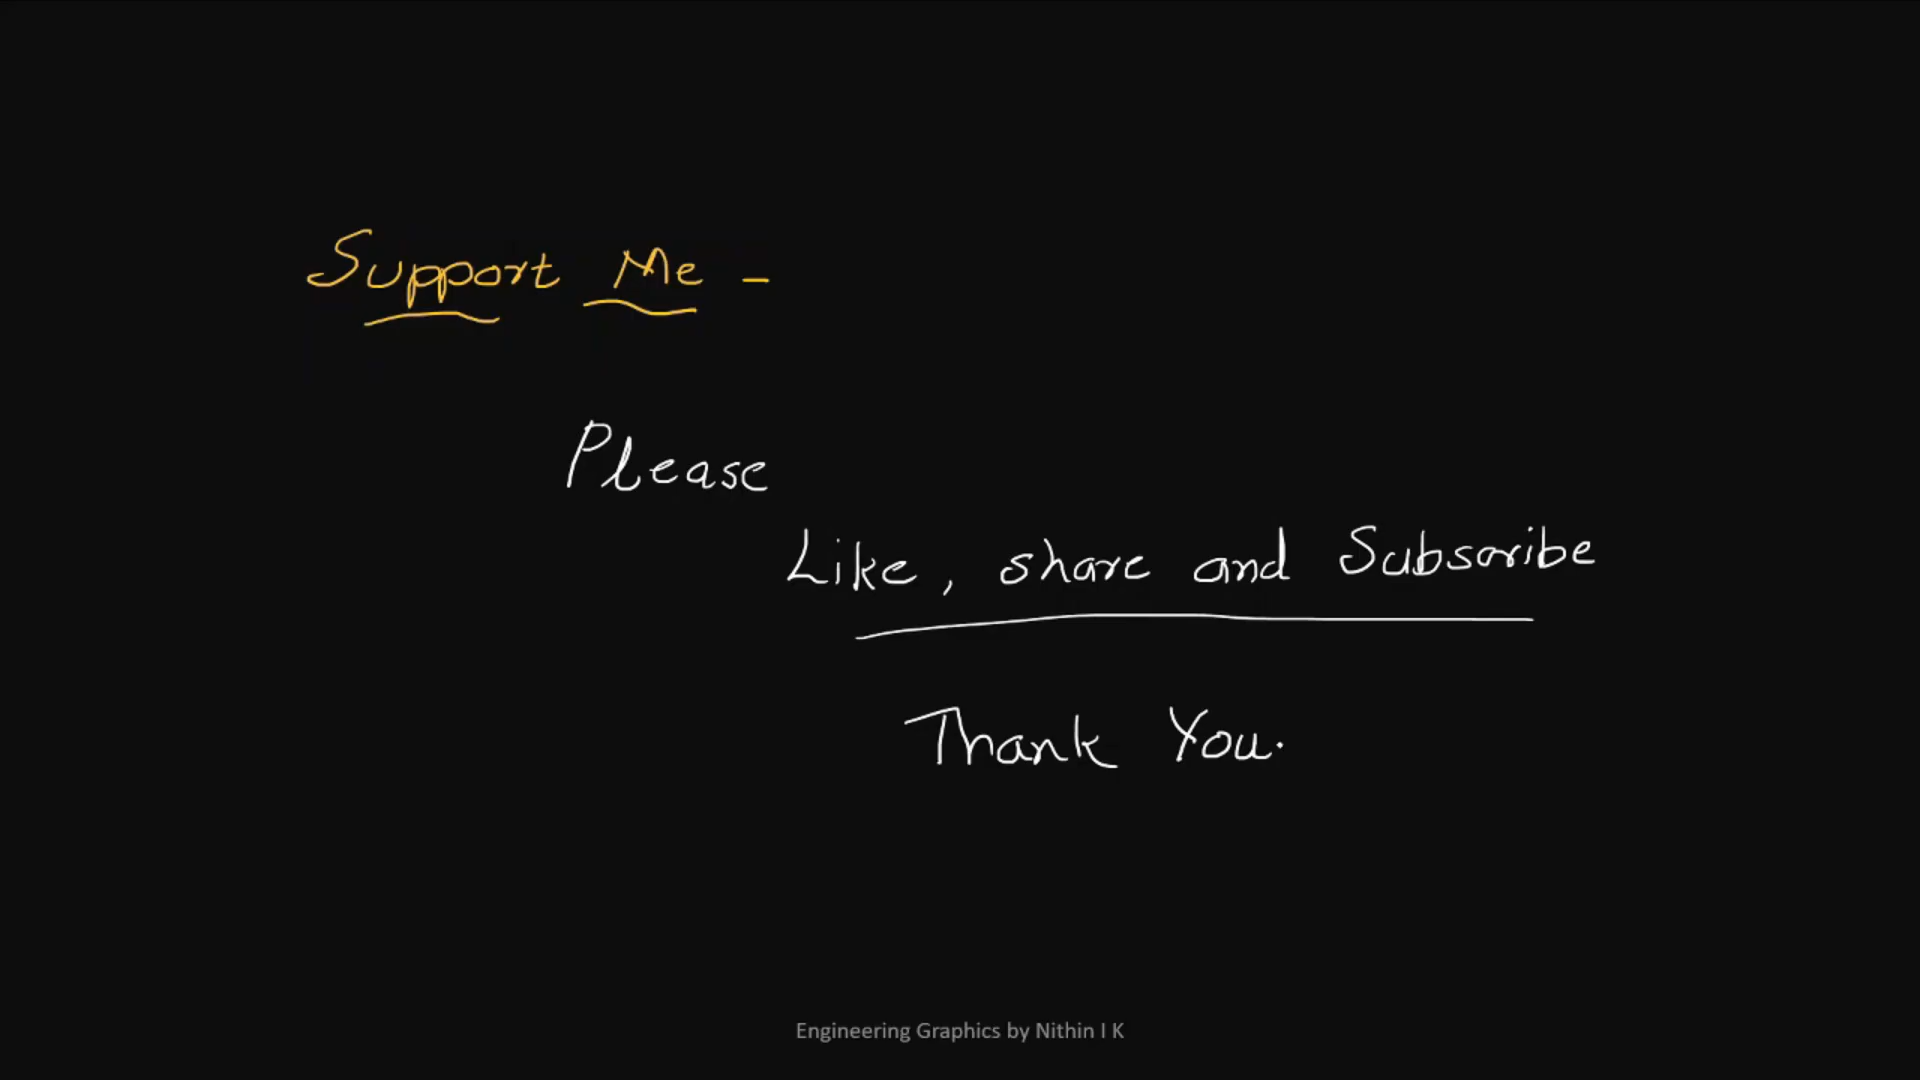 Support Me -
Please
Like, share and Subscribe
Thank You.
Engineering Graphics by Nithin I K